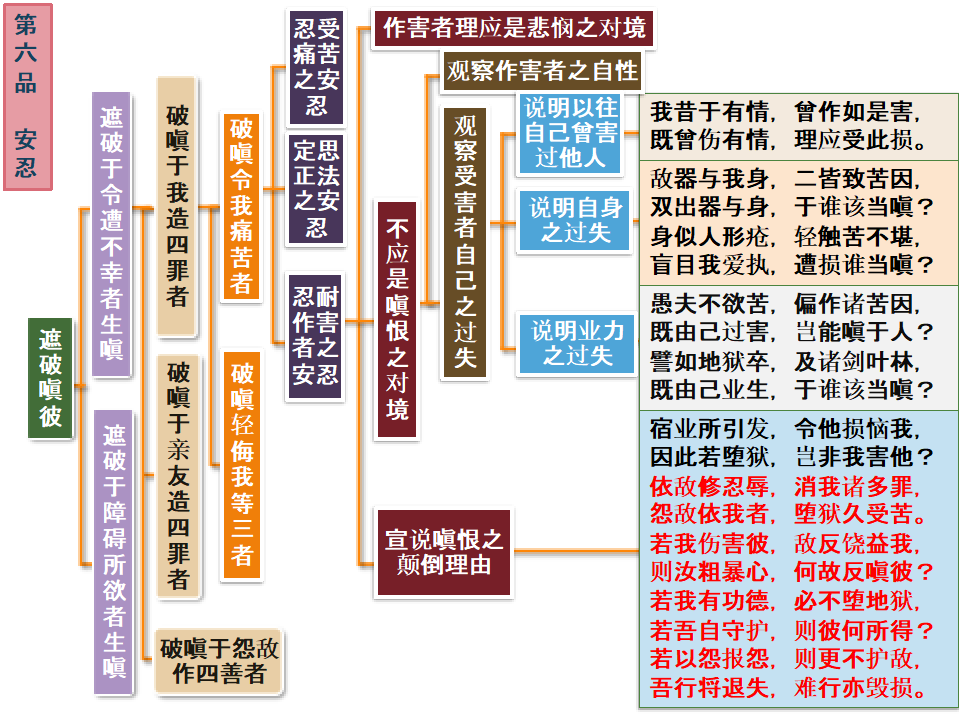 第六品 安忍
遮破嗔彼
遮破于令遭不幸者生嗔
遮破于障碍所欲者生嗔
破嗔于我造四罪者
破嗔于亲友造四罪者
破嗔于怨敌
作四善者
破嗔令我痛苦者
破嗔轻侮我等三者
忍受
痛苦
之安
忍
定思
正法
之安
忍
忍耐
作害
者之
安忍
作害者理应是悲悯之对境
不应是嗔恨之对境
宣说嗔恨之
颠倒理由
观察作害者之自性
观察受害者自己之过失
说明以往
自己曾害
过他人
说明自身
之过失
说明业力
之过失
我昔于有情，曾作如是害，
既曾伤有情，理应受此损。
敌器与我身，二皆致苦因，
双出器与身，于谁该当嗔？
身似人形疮，轻触苦不堪，
盲目我爱执，遭损谁当嗔？
愚夫不欲苦，偏作诸苦因，
既由己过害，岂能嗔于人？
譬如地狱卒，及诸剑叶林，
既由己业生，于谁该当嗔？
宿业所引发，令他损恼我，
因此若堕狱，岂非我害他？
依敌修忍辱，消我诸多罪，
怨敌依我者，堕狱久受苦。
若我伤害彼，敌反饶益我，
则汝粗暴心，何故反嗔彼？
若我有功德，必不堕地狱，
若吾自守护，则彼何所得？
若以怨报怨，则更不护敌，
吾行将退失，难行亦毁损。